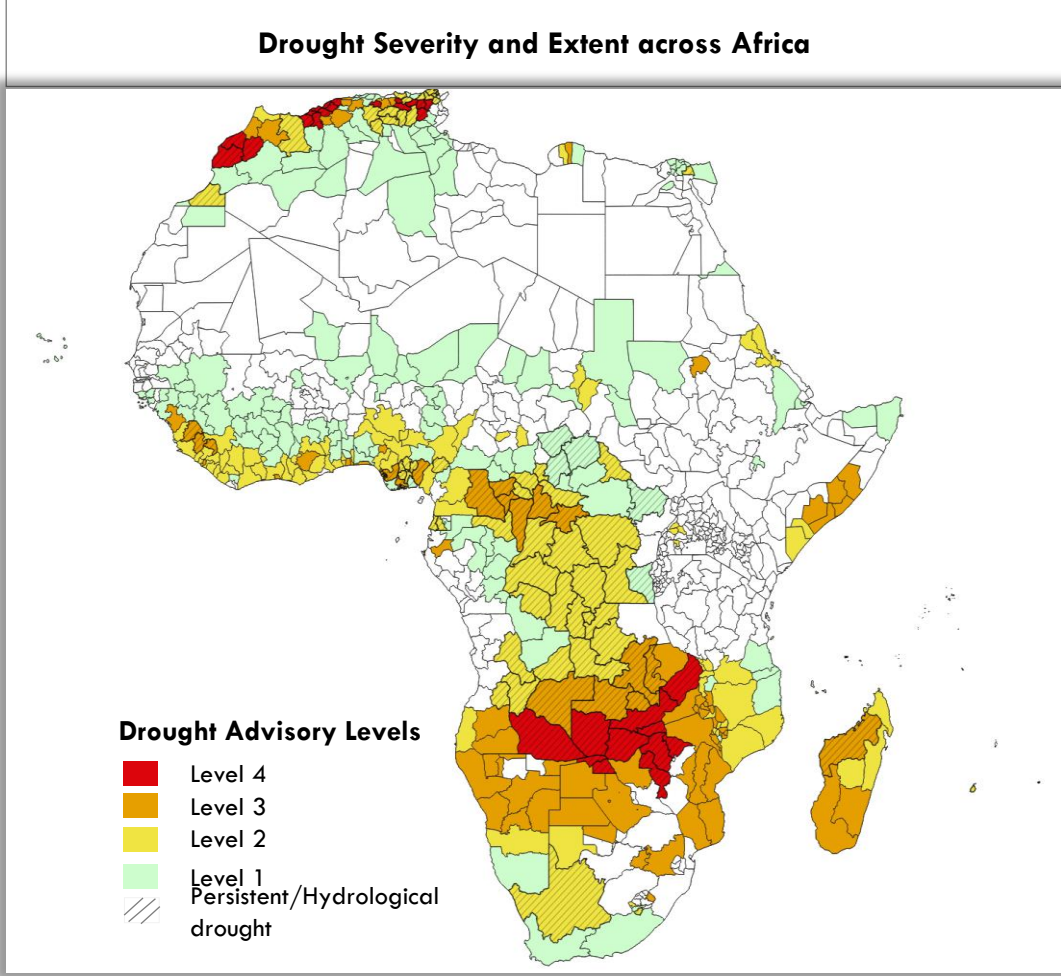 Drought Severity and Extent across Africa
Drought Advisory Levels
Level 4
Level 3
Level 2
Level 1
Persistent/Hydrological
drought